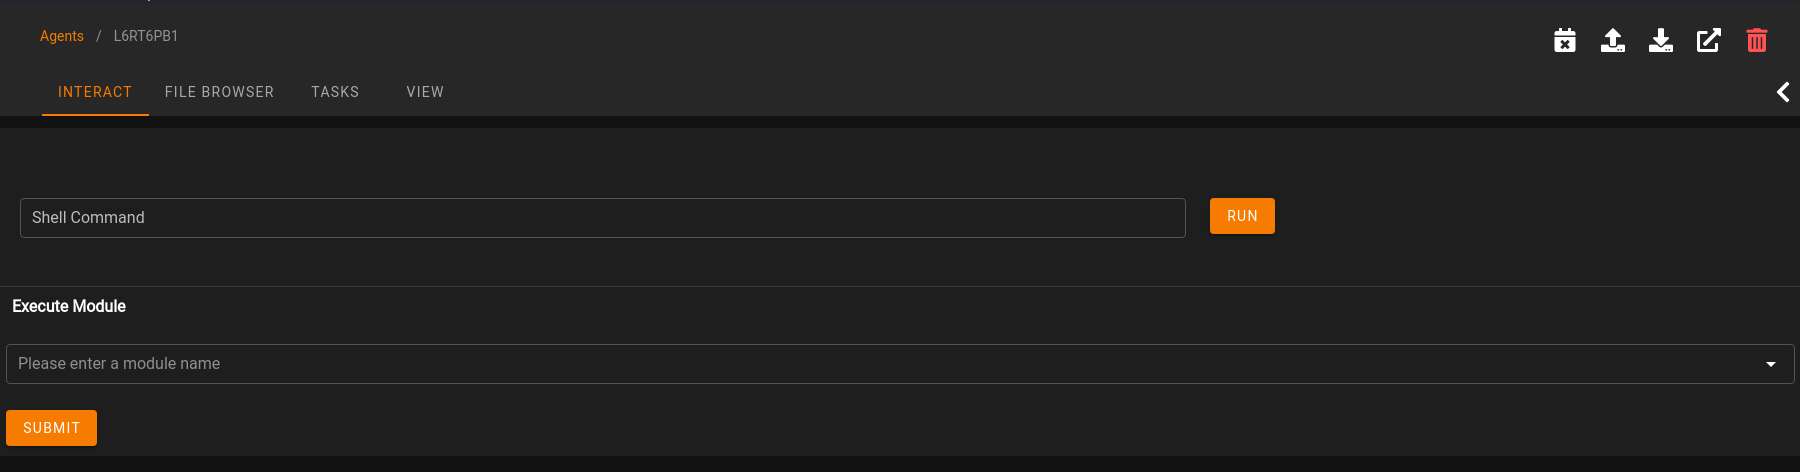 Agents / L6RT6PB1
INTERACT FILE BROWSER TASKS VIEW
Shell Command RUN
Execute Module
Please enter a module name
SUBMIT